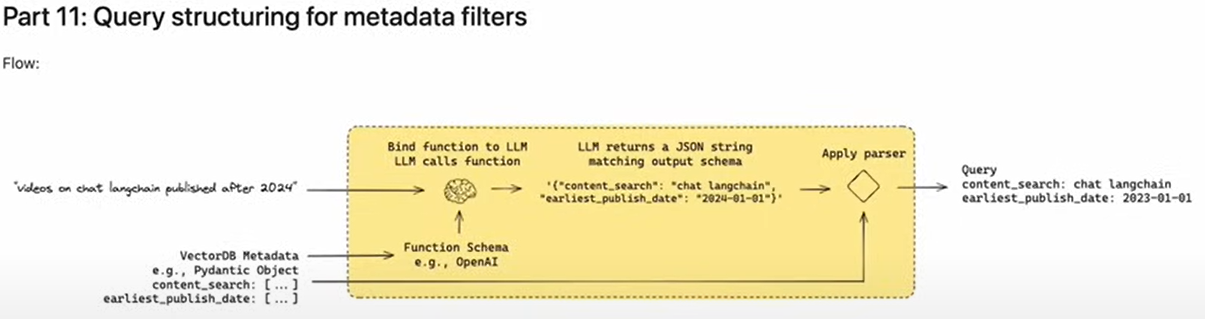 Part 11: Query structuring for metadata filters
Flow:
"videos on chat langchain published after 2024"
Bind function to LLM
LLM calls function
LLM returns a JSON string
matching output schema
'{"content_search": "chat langchain",
"earliest_publish_date": "2024-01-01"}'
Apply parser
Query
content_search: chat langchain
earliest_publish_date: 2023-01-01
VectorDB Metadata
e.g., Pydantic Object
content_search: [ ... ]
earliest_publish_date: [ ... ]
Function Schema
e.g., OpenAI